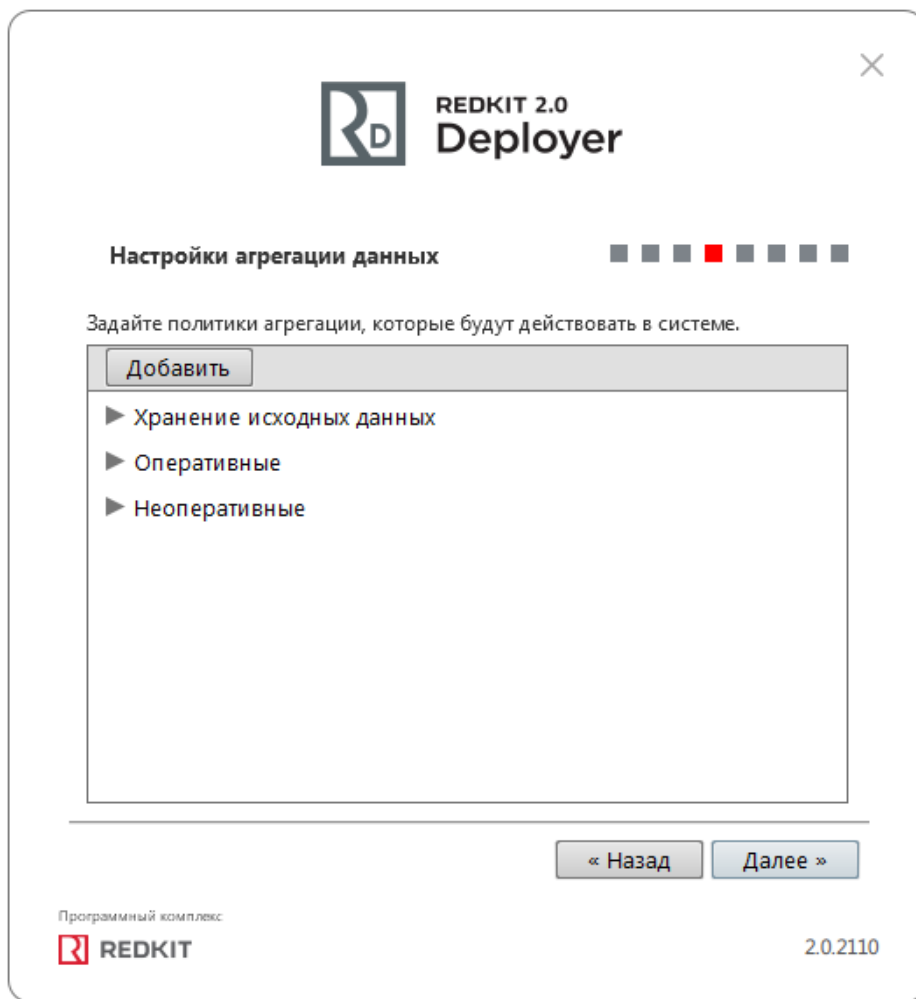 REDKIT 2.0
Deployer
Настройки агрегации данных
Задайте политики агрегации, которые будут действовать в системе.
Добавить
Хранение исходных данных
Оперативные
Неоперативные
« Назад
Далее »
Программный комплекс
REDKIT
2.0.2110